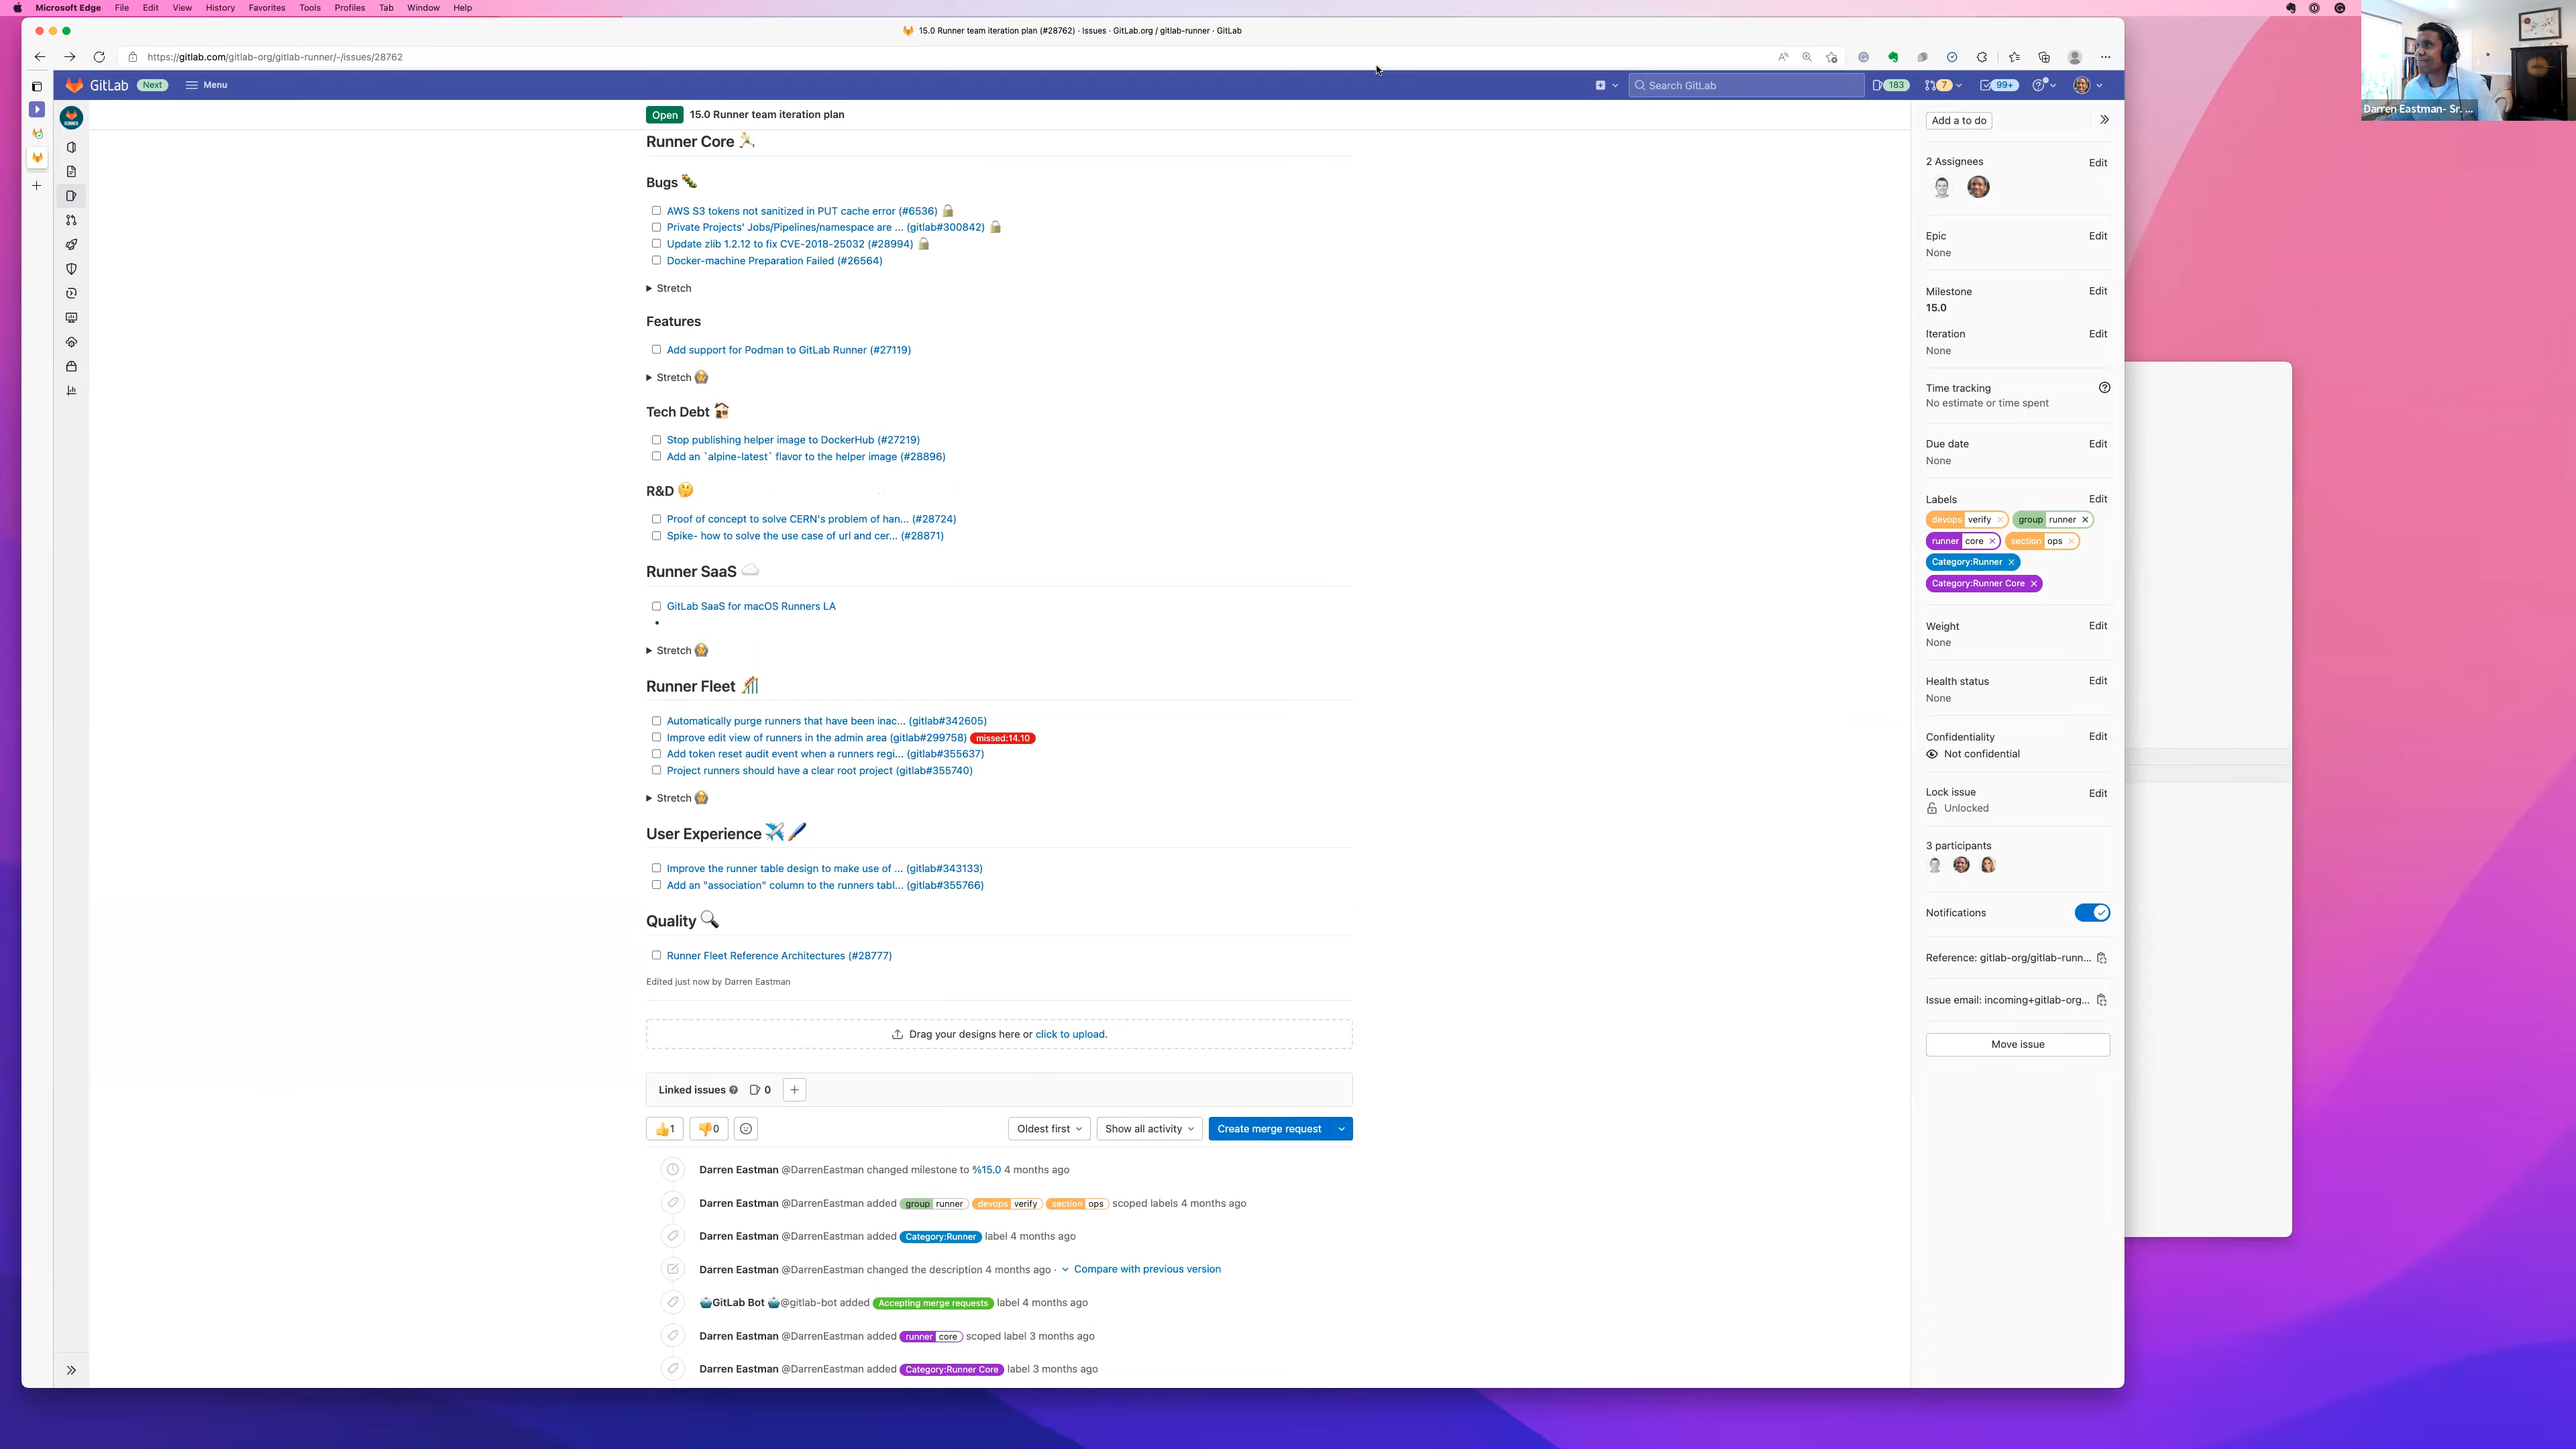 Microsoft Edge File Edit View History Favorites Tools Profiles Tab Window Help
15.0 Runner team iteration plan (#28762) · Issues · GitLab.org / gitlab-runner · GitLab
https://gitlab.com/gitlab-org/gitlab-runner/-/issues/28762
GitLab Next Menu
Search GitLab 183 7 99+
Darren Eastman- Sr. ...
Open 15.0 Runner team iteration plan
Runner Core
Bugs
AWS S3 tokens not sanitized in PUT cache error (#6536)
Private Projects' Jobs/Pipelines/namespace are ... (gitlab#300842)
Update zlib 1.2.12 to fix CVE-2018-25032 (#28994)
Docker-machine Preparation Failed (#26564)
Stretch
Features
Add support for Podman to GitLab Runner (#27119)
Stretch
Tech Debt
Stop publishing helper image to DockerHub (#27219)
Add an `alpine-latest` flavor to the helper image (#28896)
R&D
Proof of concept to solve CERN's problem of han... (#28724)
Spike- how to solve the use case of url and cer... (#28871)
Runner SaaS
GitLab SaaS for macOS Runners LA
Stretch
Runner Fleet
Automatically purge runners that have been inac... (gitlab#342605)
Improve edit view of runners in the admin area (gitlab#299758) missed:14.10
Add token reset audit event when a runners regi... (gitlab#355637)
Project runners should have a clear root project (gitlab#355740)
Stretch
User Experience
Improve the runner table design to make use of ... (gitlab#343133)
Add an "association" column to the runners tabl... (gitlab#355766)
Quality
Runner Fleet Reference Architectures (#28777)
Edited just now by Darren Eastman
Drag your designs here or click to upload.
Linked issues 0
1 0 Oldest first Show all activity Create merge request
Darren Eastman @DarrenEastman changed milestone to %15.0 4 months ago
Darren Eastman @DarrenEastman added group runner devops verify section ops scoped labels 4 months ago
Darren Eastman @DarrenEastman added Category:Runner label 4 months ago
Darren Eastman @DarrenEastman changed the description 4 months ago · Compare with previous version
GitLab Bot @gitlab-bot added Accepting merge requests label 4 months ago
Darren Eastman @DarrenEastman added runner core scoped label 3 months ago
Darren Eastman @DarrenEastman added Category:Runner Core label 3 months ago
Add a to do
2 Assignees Edit
Epic Edit
None
Milestone Edit
15.0
Iteration Edit
None
Time tracking
No estimate or time spent
Due date Edit
None
Labels Edit
devops verify group runner
runner core section ops
Category:Runner
Category:Runner Core
Weight Edit
None
Health status Edit
None
Confidentiality Edit
Not confidential
Lock issue Edit
Unlocked
3 participants
Notifications
Reference: gitlab-org/gitlab-runn...
Issue email: incoming+gitlab-org...
Move issue